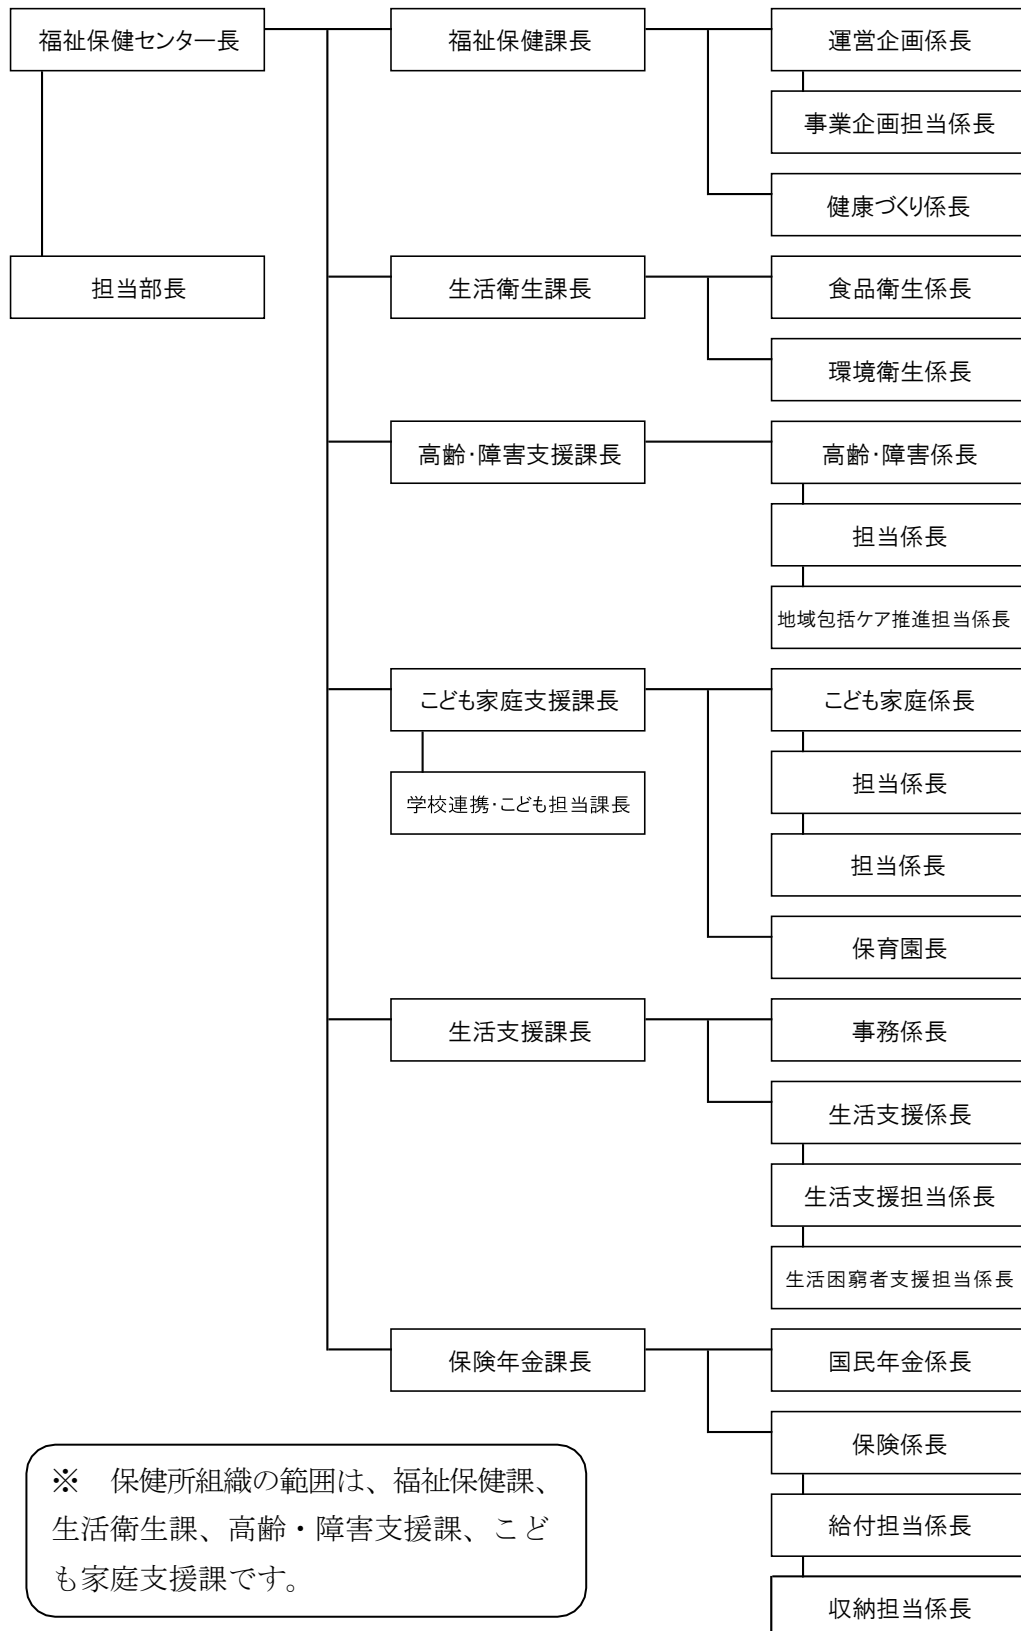 福祉保健センター長
福祉保健課長
運営企画係長
事業企画担当係長
健康づくり係長
担当部長
生活衛生課長
食品衛生係長
環境衛生係長
高齢・障害支援課長
高齢・障害係長
担当係長
地域包括ケア推進担当係長
こども家庭支援課長
こども家庭係長
学校連携・こども担当課長
担当係長
担当係長
保育園長
生活支援課長
事務係長
生活支援係長
生活支援担当係長
生活困窮者支援担当係長
保険年金課長
国民年金係長
保険係長
給付担当係長
収納担当係長
※　保健所組織の範囲は、福祉保健課、
生活衛生課、高齢・障害支援課、こど
も家庭支援課です。